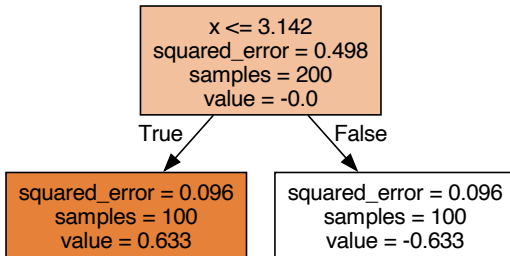 x <= 3.142
squared_error = 0.498
samples = 200
value = -0.0
True
False
squared_error = 0.096
samples = 100
value = 0.633
squared_error = 0.096
samples = 100
value = -0.633